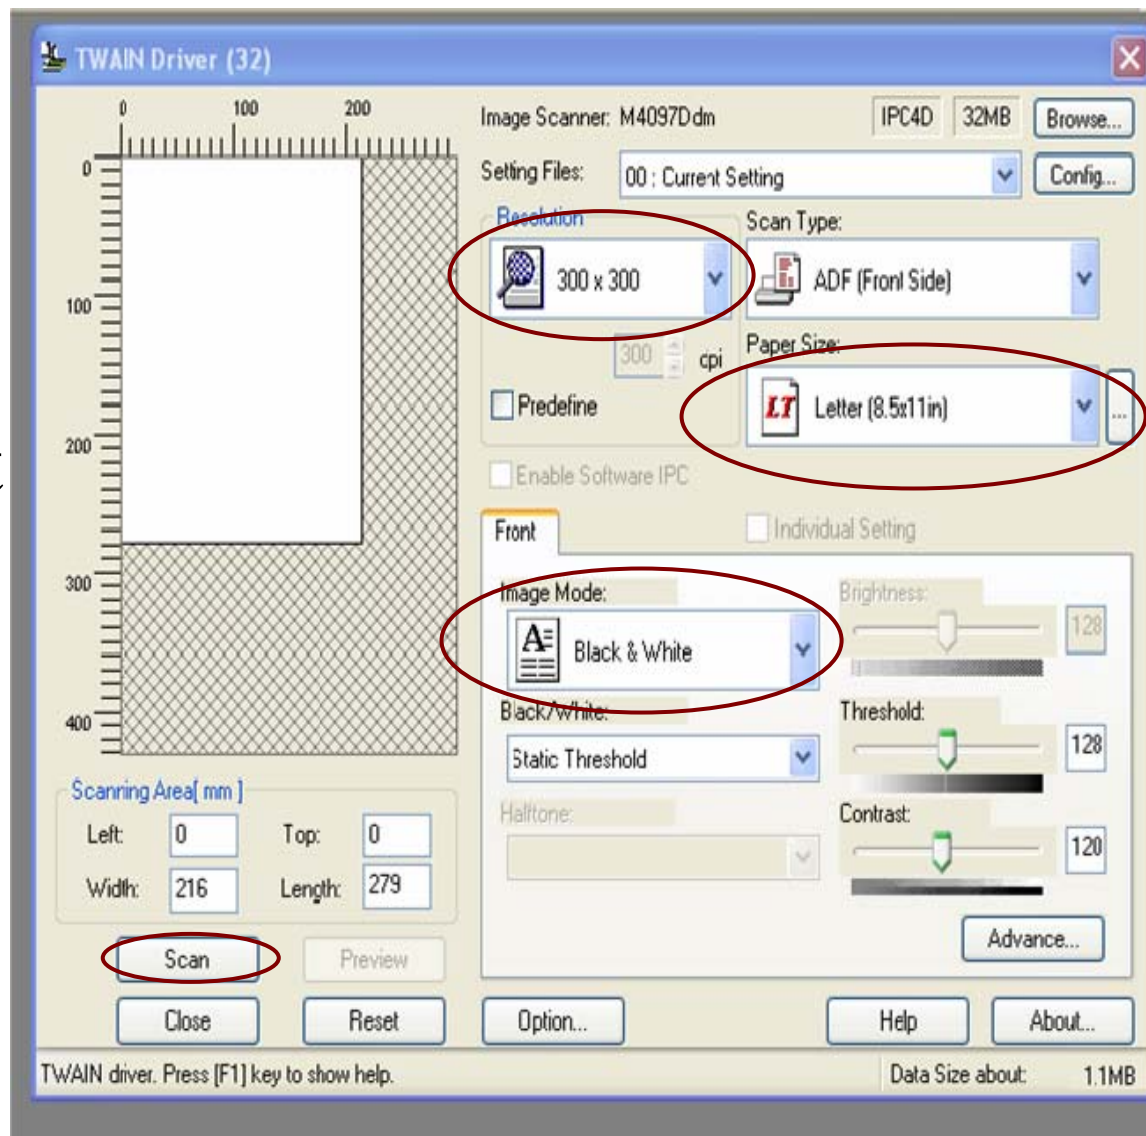 TWAIN Driver (32)
0 100 200
0
100
200
300
400
Image Scanner: M4097Ddm IPC4D 32MB Browse...
Setting Files: 00 : Current Setting Config...
Resolution
300 x 300
300 cpi
Predefine
Scan Type:
ADF (Front Side)
Paper Size:
LT Letter (8.5x11in) ...
Enable Software IPC
Front
Individual Setting
Image Mode:
A Black & White
Black/White:
Static Threshold
Halftone:
Brightness:
128
Threshold:
128
Contrast:
120
Advance...
Scanning Area[ mm ]
Left: 0 Top: 0
Width: 216 Length: 279
Scan Preview
Close Reset Option... Help About...
TWAIN driver. Press [F1] key to show help. Data Size about: 1.1MB